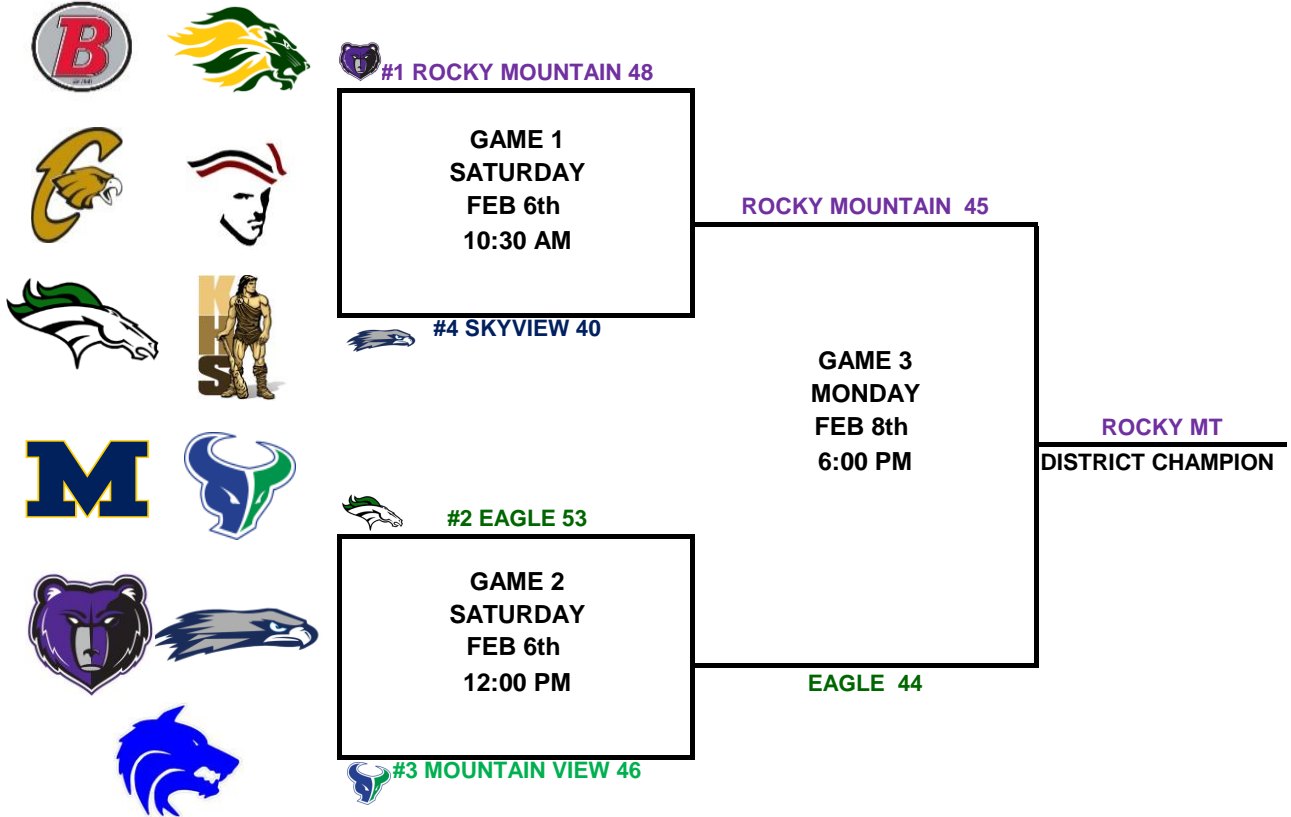 B
C
K
H
S
M
#1 ROCKY MOUNTAIN 48
GAME 1
SATURDAY
FEB 6th
10:30 AM
#4 SKYVIEW 40
ROCKY MOUNTAIN 45
GAME 3
MONDAY
FEB 8th
6:00 PM
ROCKY MT
DISTRICT CHAMPION
#2 EAGLE 53
GAME 2
SATURDAY
FEB 6th
12:00 PM
EAGLE 44
#3 MOUNTAIN VIEW 46